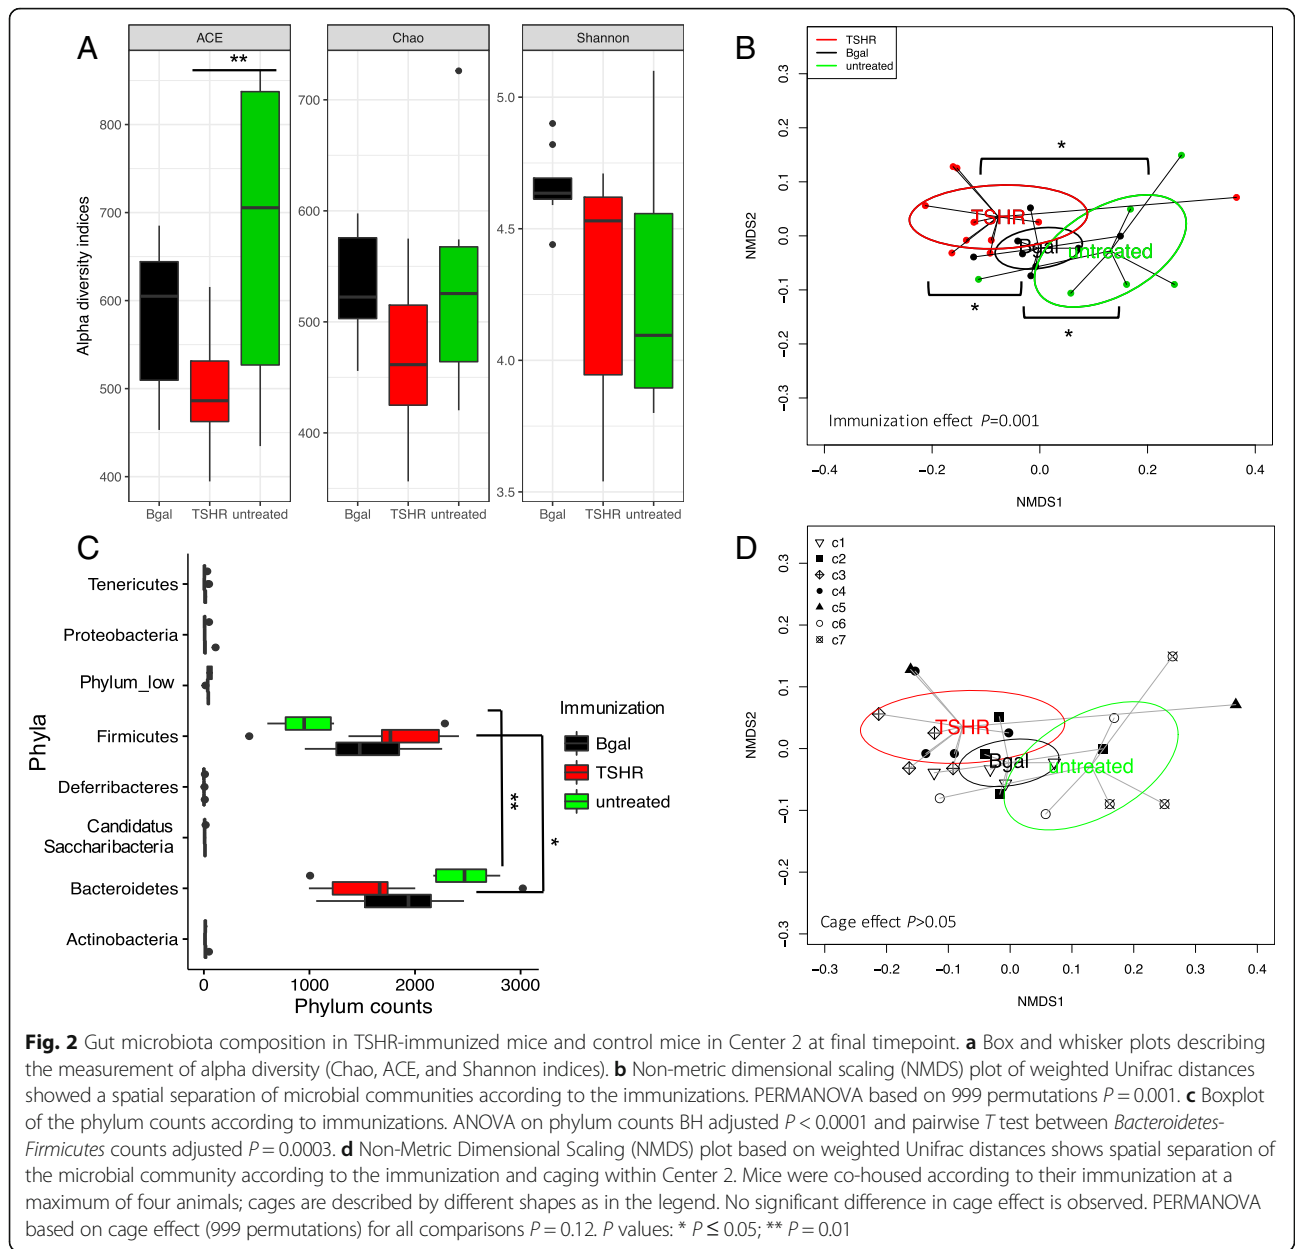 A
ACE
Chao
Shannon
**
Alpha diversity indices
800
700
600
500
400
700
600
500
400
5.0
4.5
4.0
3.5
Bgal TSHR untreated
Bgal TSHR untreated
Bgal TSHR untreated
B
TSHR
Bgal
untreated
0.3
0.2
0.1
0.0
−0.1
−0.2
−0.3
NMDS2
*
TSHR
Bgal
untreated
*
*
Immunization effect P=0.001
−0.4 −0.2 0.0 0.2 0.4
NMDS1
C
Phyla
Tenericutes
Proteobacteria
Phylum_low
Firmicutes
Deferribacteres
Candidatus
Saccharibacteria
Bacteroidetes
Actinobacteria
**
*
Immunization
Bgal
TSHR
untreated
0 1000 2000 3000
Phylum counts
D
c1
c2
c3
c4
c5
c6
c7
0.3
0.2
0.1
0.0
−0.1
−0.2
−0.3
NMDS2
TSHR
Bgal
untreated
Cage effect P>0.05
−0.3 −0.2 −0.1 0.0 0.1 0.2 0.3 0.4
NMDS1
Fig. 2 Gut microbiota composition in TSHR-immunized mice and control mice in Center 2 at final timepoint. a Box and whisker plots describing
the measurement of alpha diversity (Chao, ACE, and Shannon indices). b Non-metric dimensional scaling (NMDS) plot of weighted Unifrac distances
showed a spatial separation of microbial communities according to the immunizations. PERMANOVA based on 999 permutations P = 0.001. c Boxplot
of the phylum counts according to immunizations. ANOVA on phylum counts BH adjusted P < 0.0001 and pairwise T test between Bacteroidetes-
Firmicutes counts adjusted P = 0.0003. d Non-Metric Dimensional Scaling (NMDS) plot based on weighted Unifrac distances shows spatial separation of
the microbial community according to the immunization and caging within Center 2. Mice were co-housed according to their immunization at a
maximum of four animals; cages are described by different shapes as in the legend. No significant difference in cage effect is observed. PERMANOVA
based on cage effect (999 permutations) for all comparisons P = 0.12. P values: * P ≤ 0.05; ** P = 0.01